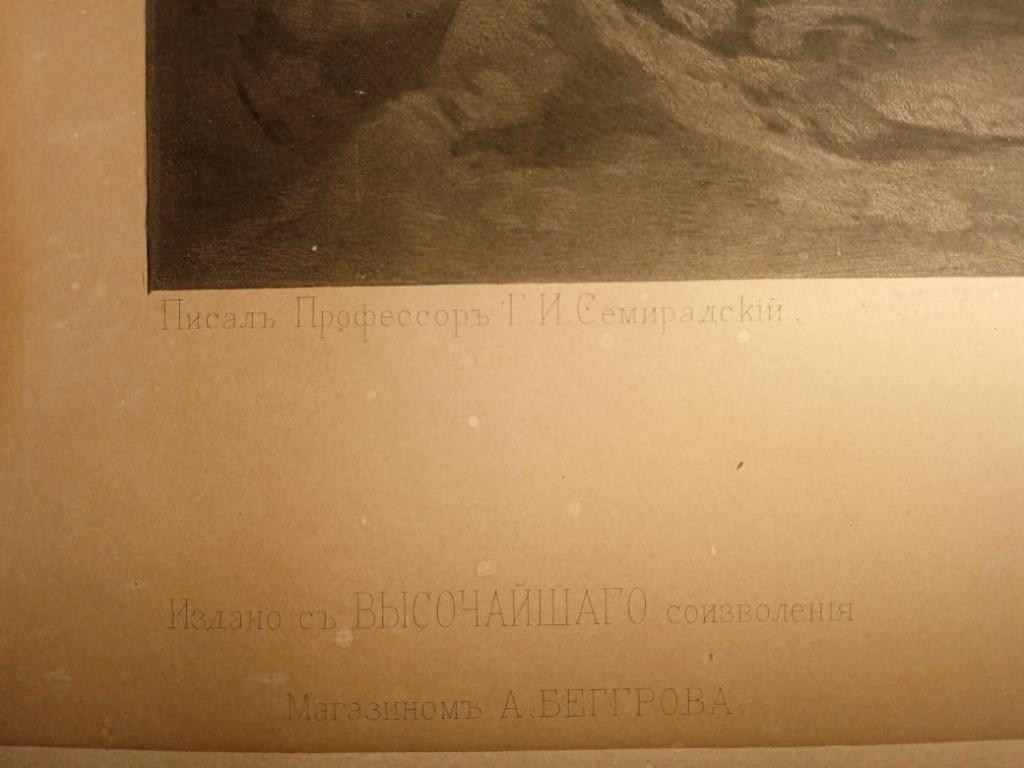 Писалъ Профессоръ Г. И. Семирадскій.
Издано съ ВЫСОЧАЙШАГО соизволенія
Магазиномъ А. БЕГГРОВА.